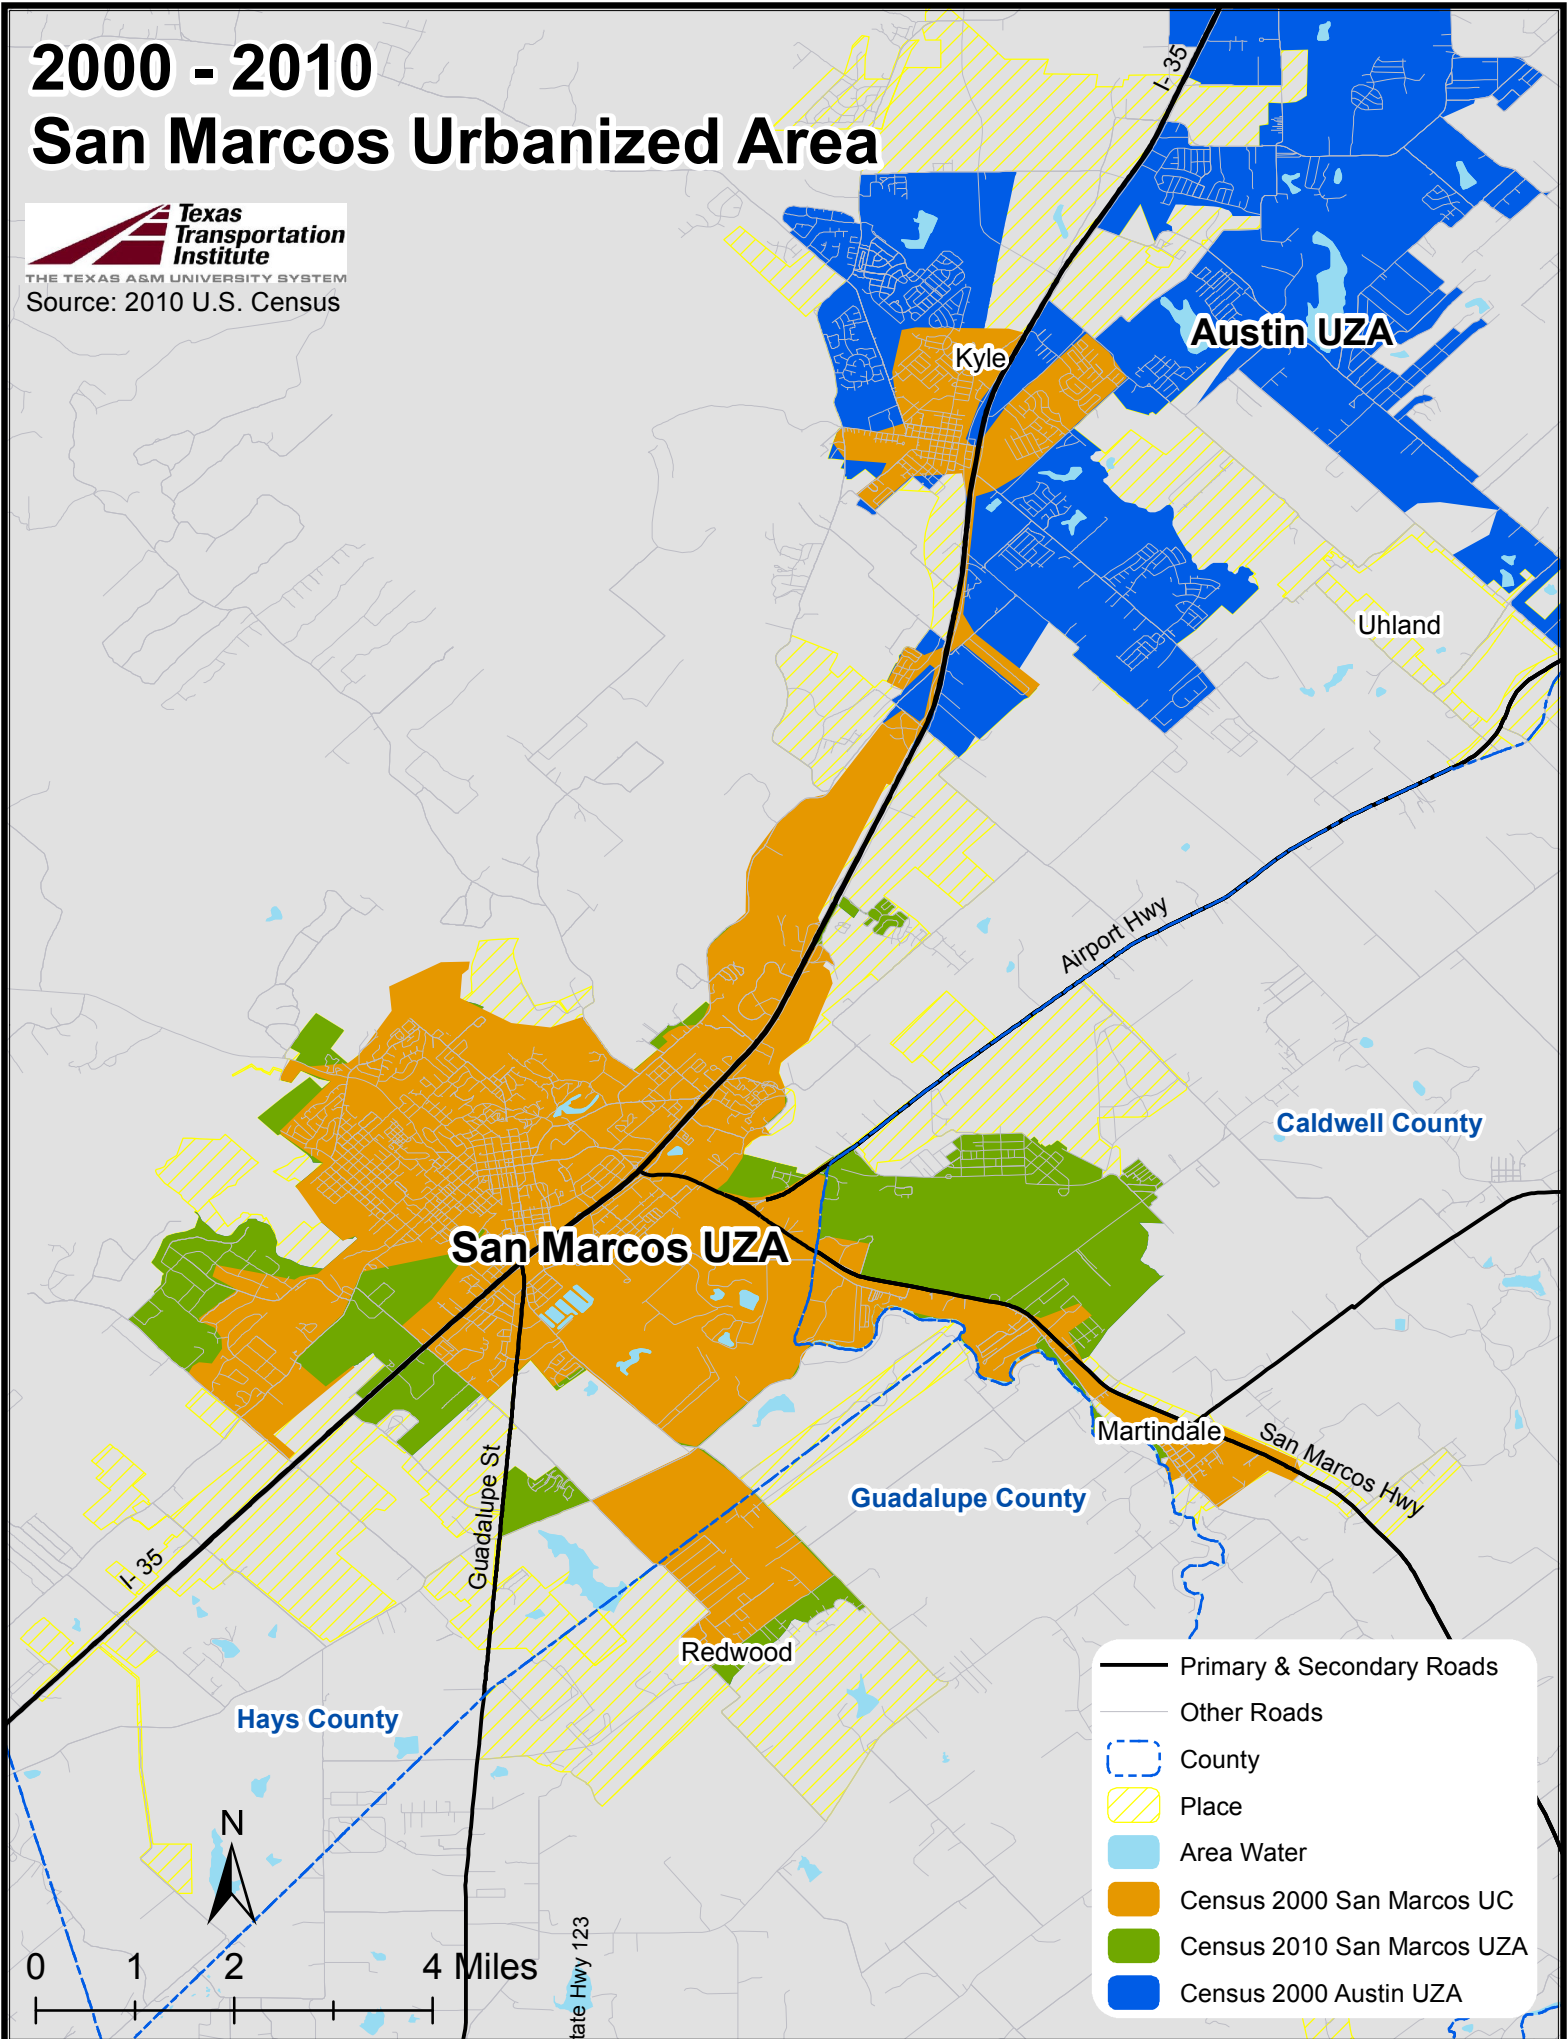 2000 - 2010
San Marcos Urbanized Area
Texas
Transportation
Institute
THE TEXAS A&M UNIVERSITY SYSTEM
Source: 2010 U.S. Census
I- 35
Austin UZA
Kyle
Uhland
Airport Hwy
Caldwell County
San Marcos UZA
Martindale
San Marcos Hwy
Guadalupe County
Guadalupe St
I- 35
Redwood
Hays County
N
0 1 2 4 Miles
tate Hwy 123
Primary & Secondary Roads
Other Roads
County
Place
Area Water
Census 2000 San Marcos UC
Census 2010 San Marcos UZA
Census 2000 Austin UZA